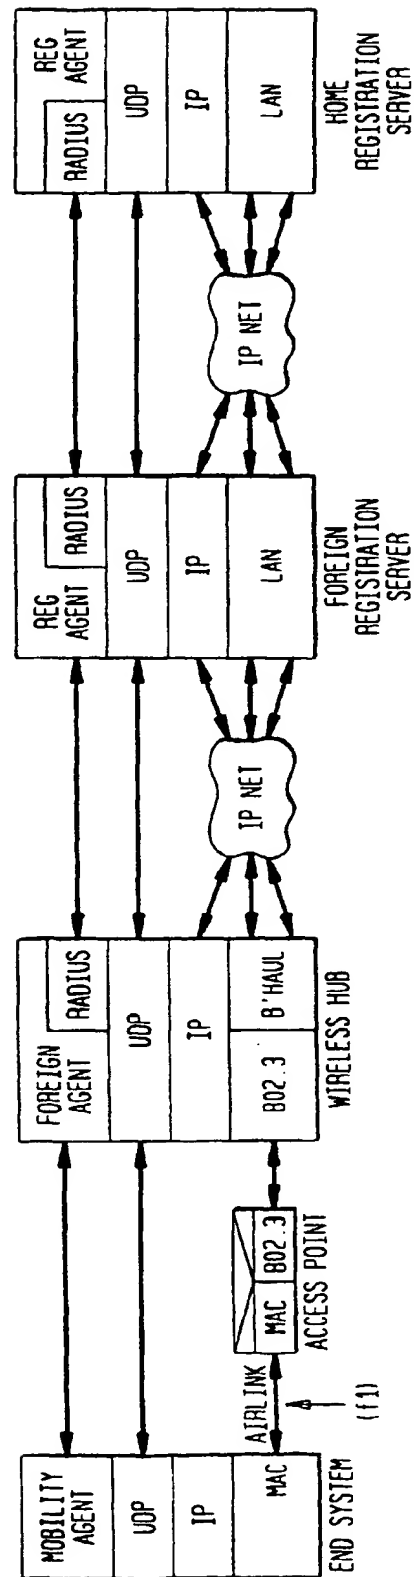 MOBILITY
AGENT
UDP
IP
MAC
END SYSTEM
AIRLINK
(f1)
MAC
802.3
ACCESS POINT
FOREIGN
AGENT
RADIUS
UDP
IP
802.3
B'HAUL
WIRELESS HUB
IP NET
REG
AGENT
RADIUS
UDP
IP
LAN
FOREIGN
REGISTRATION
SERVER
IP NET
RADIUS
REG
AGENT
UDP
IP
LAN
HOME
REGISTRATION
SERVER